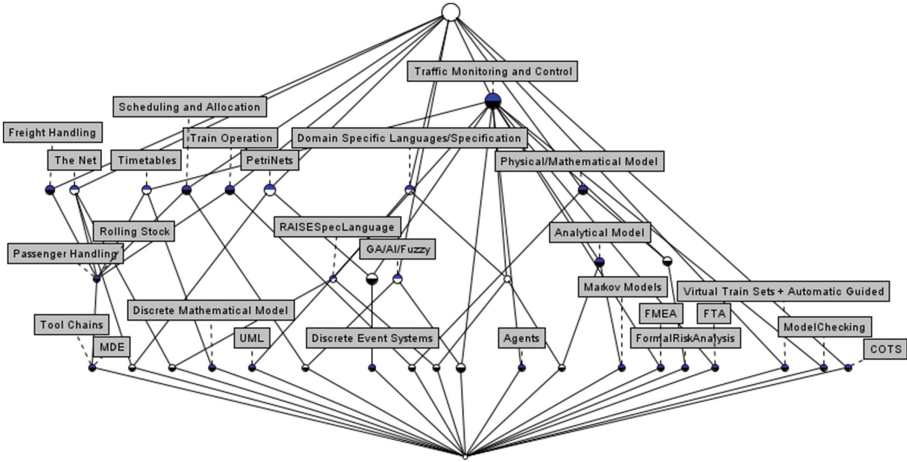 Traffic Monitoring and Control
Scheduling and Allocation
Freight Handling
Train Operation
Domain Specific Languages/Specification
The Net
Timetables
PetriNets
Physical/Mathematical Model
Rolling Stock
RAISESpecLanguage
Analytical Model
Passenger Handling
GA/AI/Fuzzy
Markov Models
Virtual Train Sets + Automatic Guided
Discrete Mathematical Model
FMEA
FTA
Tool Chains
ModelChecking
MDE
UML
Discrete Event Systems
Agents
FormalRiskAnalysis
COTS